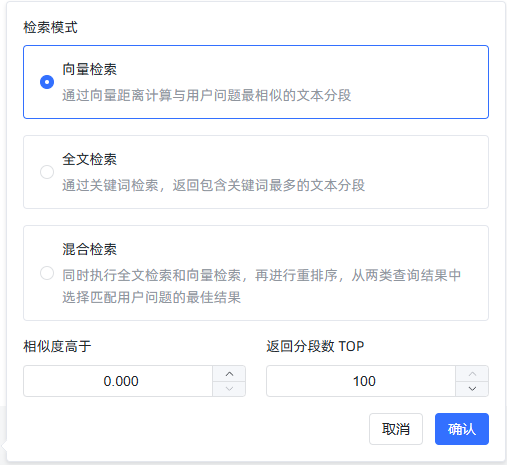 检索模式
向量检索
通过向量距离计算与用户问题最相似的文本分段
全文检索
通过关键词检索，返回包含关键词最多的文本分段
混合检索
同时执行全文检索和向量检索，再进行重排序，从两类查询结果中
选择匹配用户问题的最佳结果
相似度高于
返回分段数 TOP
0.000
100
取消
确认